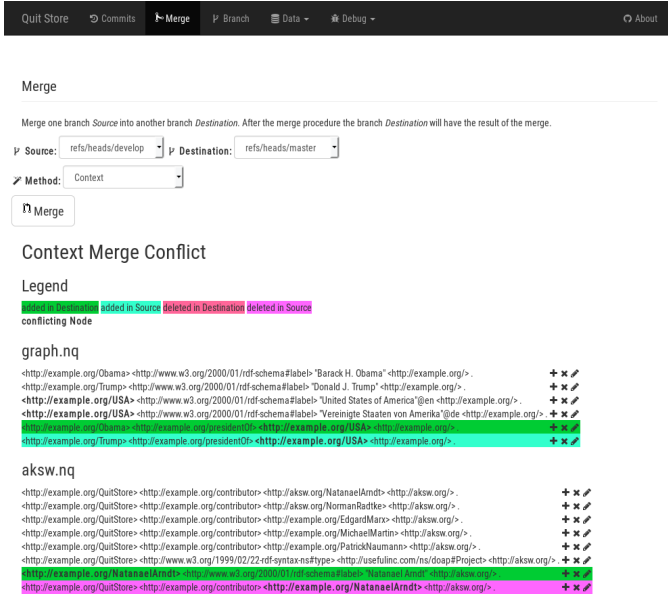 Quit Store Commits Merge Branch Data Debug About
Merge
Merge one branch Source into another branch Destination. After the merge procedure the branch Destination will have the result of the merge.
Source: refs/heads/develop Destination: refs/heads/master
Method: Context
Merge
Context Merge Conflict
Legend
added in Destination added in Source deleted in Destination deleted in Source
conflicting Node
graph.nq
<http://example.org/Obama> <http://www.w3.org/2000/01/rdf-schema#label> "Barack H. Obama" <http://example.org/> .
<http://example.org/Trump> <http://www.w3.org/2000/01/rdf-schema#label> "Donald J. Trump" <http://example.org/> .
<http://example.org/USA> <http://www.w3.org/2000/01/rdf-schema#label> "United States of America"@en <http://example.org/> .
<http://example.org/USA> <http://www.w3.org/2000/01/rdf-schema#label> "Vereinigte Staaten von Amerika"@de <http://example.org/> .
<http://example.org/Obama> <http://example.org/presidentOf> <http://example.org/USA> <http://example.org/> .
<http://example.org/Trump> <http://example.org/presidentOf> <http://example.org/USA> <http://example.org/> .
aksw.nq
<http://example.org/QuitStore> <http://example.org/contributor> <http://aksw.org/NatanaelArndt> <http://aksw.org/> .
<http://example.org/QuitStore> <http://example.org/contributor> <http://aksw.org/NormanRadtke> <http://aksw.org/> .
<http://example.org/QuitStore> <http://example.org/contributor> <http://example.org/EdgardMarx> <http://aksw.org/> .
<http://example.org/QuitStore> <http://example.org/contributor> <http://example.org/MichaelMartin> <http://aksw.org/> .
<http://example.org/QuitStore> <http://example.org/contributor> <http://example.org/PatrickNaumann> <http://aksw.org/> .
<http://example.org/QuitStore> <http://www.w3.org/1999/02/22-rdf-syntax-ns#type> <http://usefulinc.com/ns/doap#Project> <http://aksw.org/> .
<http://example.org/NatanaelArndt> <http://www.w3.org/2000/01/rdf-schema#label> "Natanael Arndt" <http://aksw.org/> .
<http://example.org/QuitStore> <http://example.org/contributor> <http://example.org/NatanaelArndt> <http://aksw.org/> .